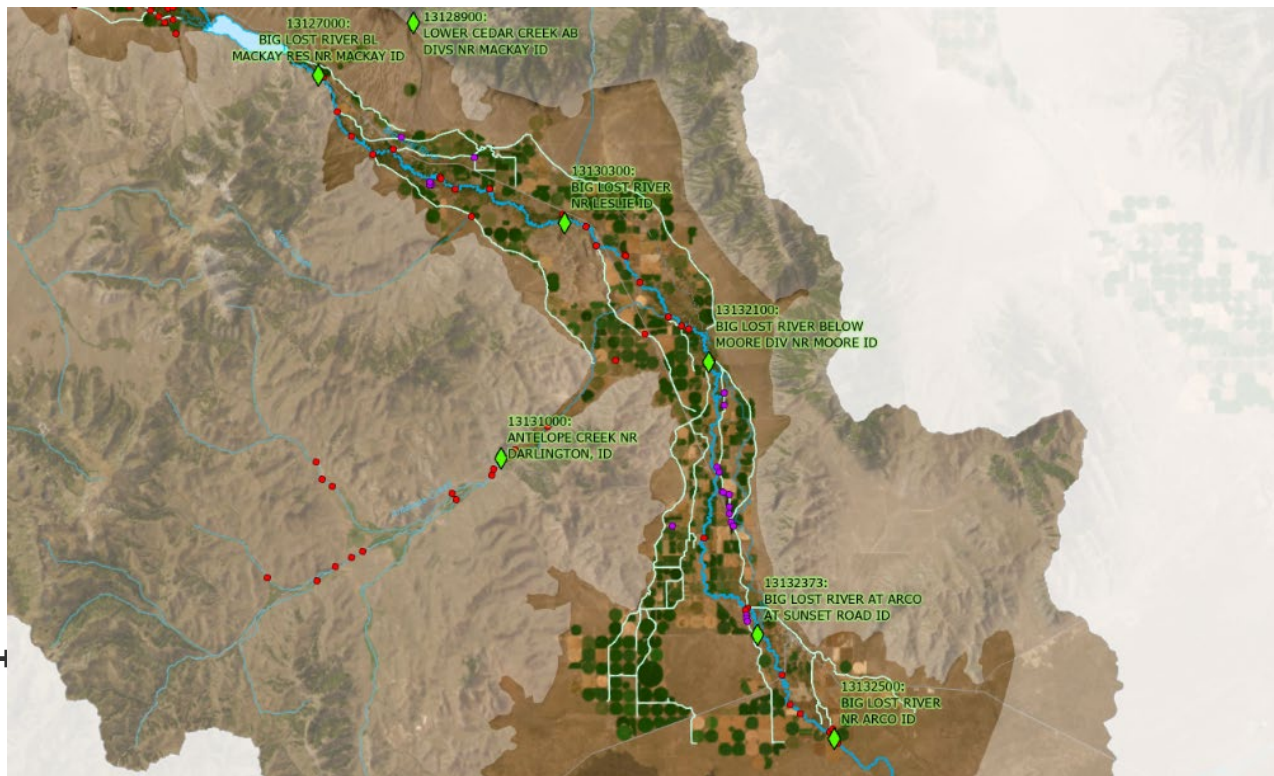 13127000:
BIG LOST RIVER BL
MACKAY RES NR MACKAY ID
13128900:
LOWER CEDAR CREEK AB
DIVS NR MACKAY ID
13130300:
BIG LOST RIVER
NR LESLIE ID
13132100:
BIG LOST RIVER BELOW
MOORE DIV NR MOORE ID
13131000:
ANTELOPE CREEK NR
DARLINGTON, ID
13132373:
BIG LOST RIVER AT ARCO
AT SUNSET ROAD ID
13132500:
BIG LOST RIVER
NR ARCO ID